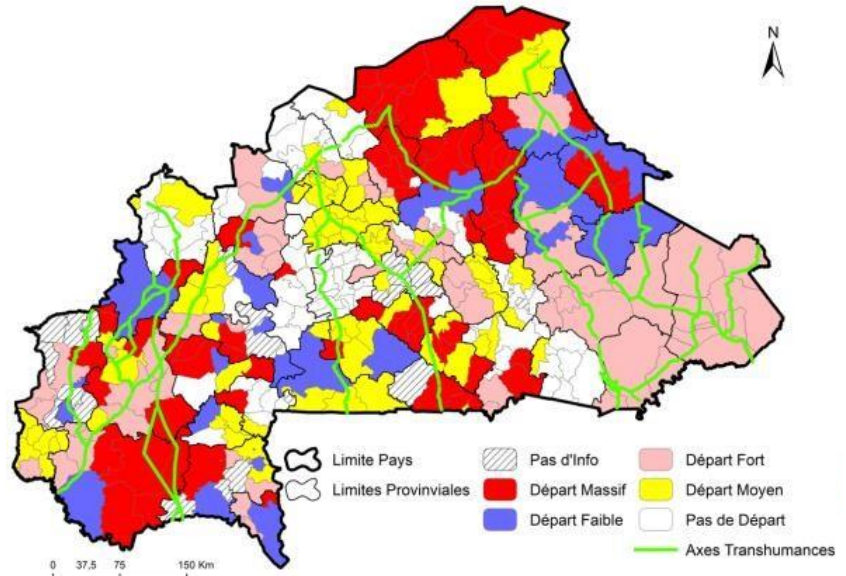 N
Limite Pays
Limites Provinviales
Pas d'Info
Départ Massif
Départ Faible
Départ Fort
Départ Moyen
Pas de Départ
Axes Transhumances
0 37,5 75 150 Km